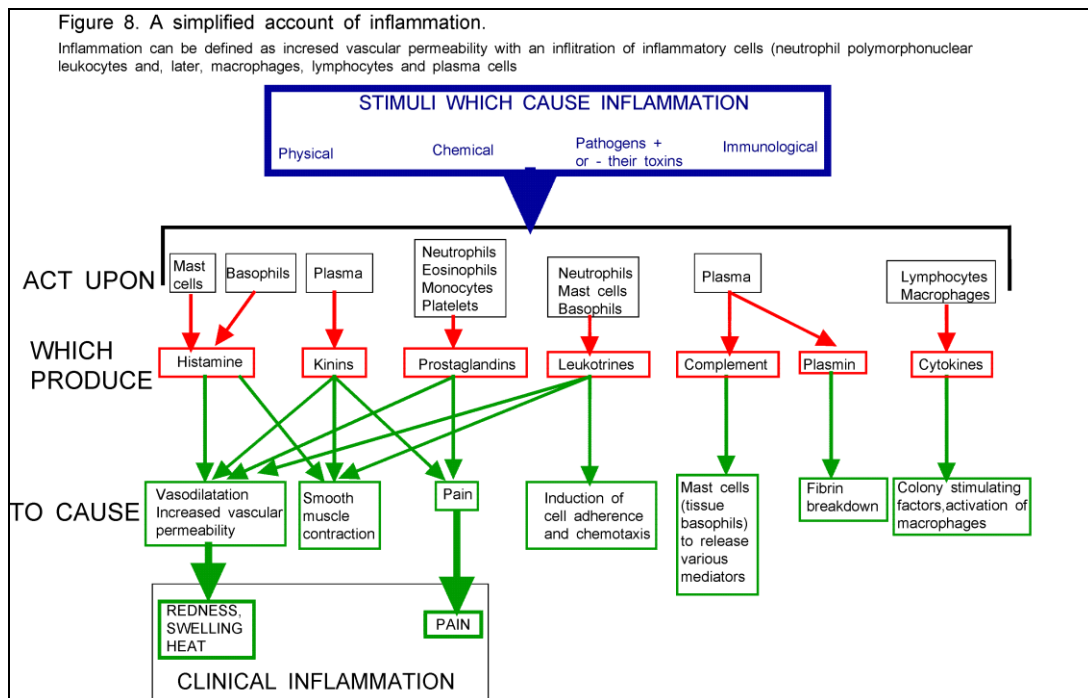 Figure 8. A simplified account of inflammation.
Inflammation can be defined as incresed vascular permeability with an inflitration of inflammatory cells (neutrophil polymorphonuclear
leukocytes and, later, macrophages, lymphocytes and plasma cells
STIMULI WHICH CAUSE INFLAMMATION
Physical
Chemical
Pathogens +
or - their toxins
Immunological
ACT UPON
Mast
cells
Basophils
Plasma
Neutrophils
Eosinophils
Monocytes
Platelets
Neutrophils
Mast cells
Basophils
Plasma
Lymphocytes
Macrophages
WHICH
PRODUCE
Histamine
Kinins
Prostaglandins
Leukotrines
Complement
Plasmin
Cytokines
TO CAUSE
Vasodilatation
Increased vascular
permeability
Smooth
muscle
contraction
Pain
Induction of
cell adherence
and chemotaxis
Mast cells
(tissue
basophils)
to release
various
mediators
Fibrin
breakdown
Colony stimulating
factors,activation of
macrophages
REDNESS,
SWELLING
HEAT
PAIN
CLINICAL INFLAMMATION